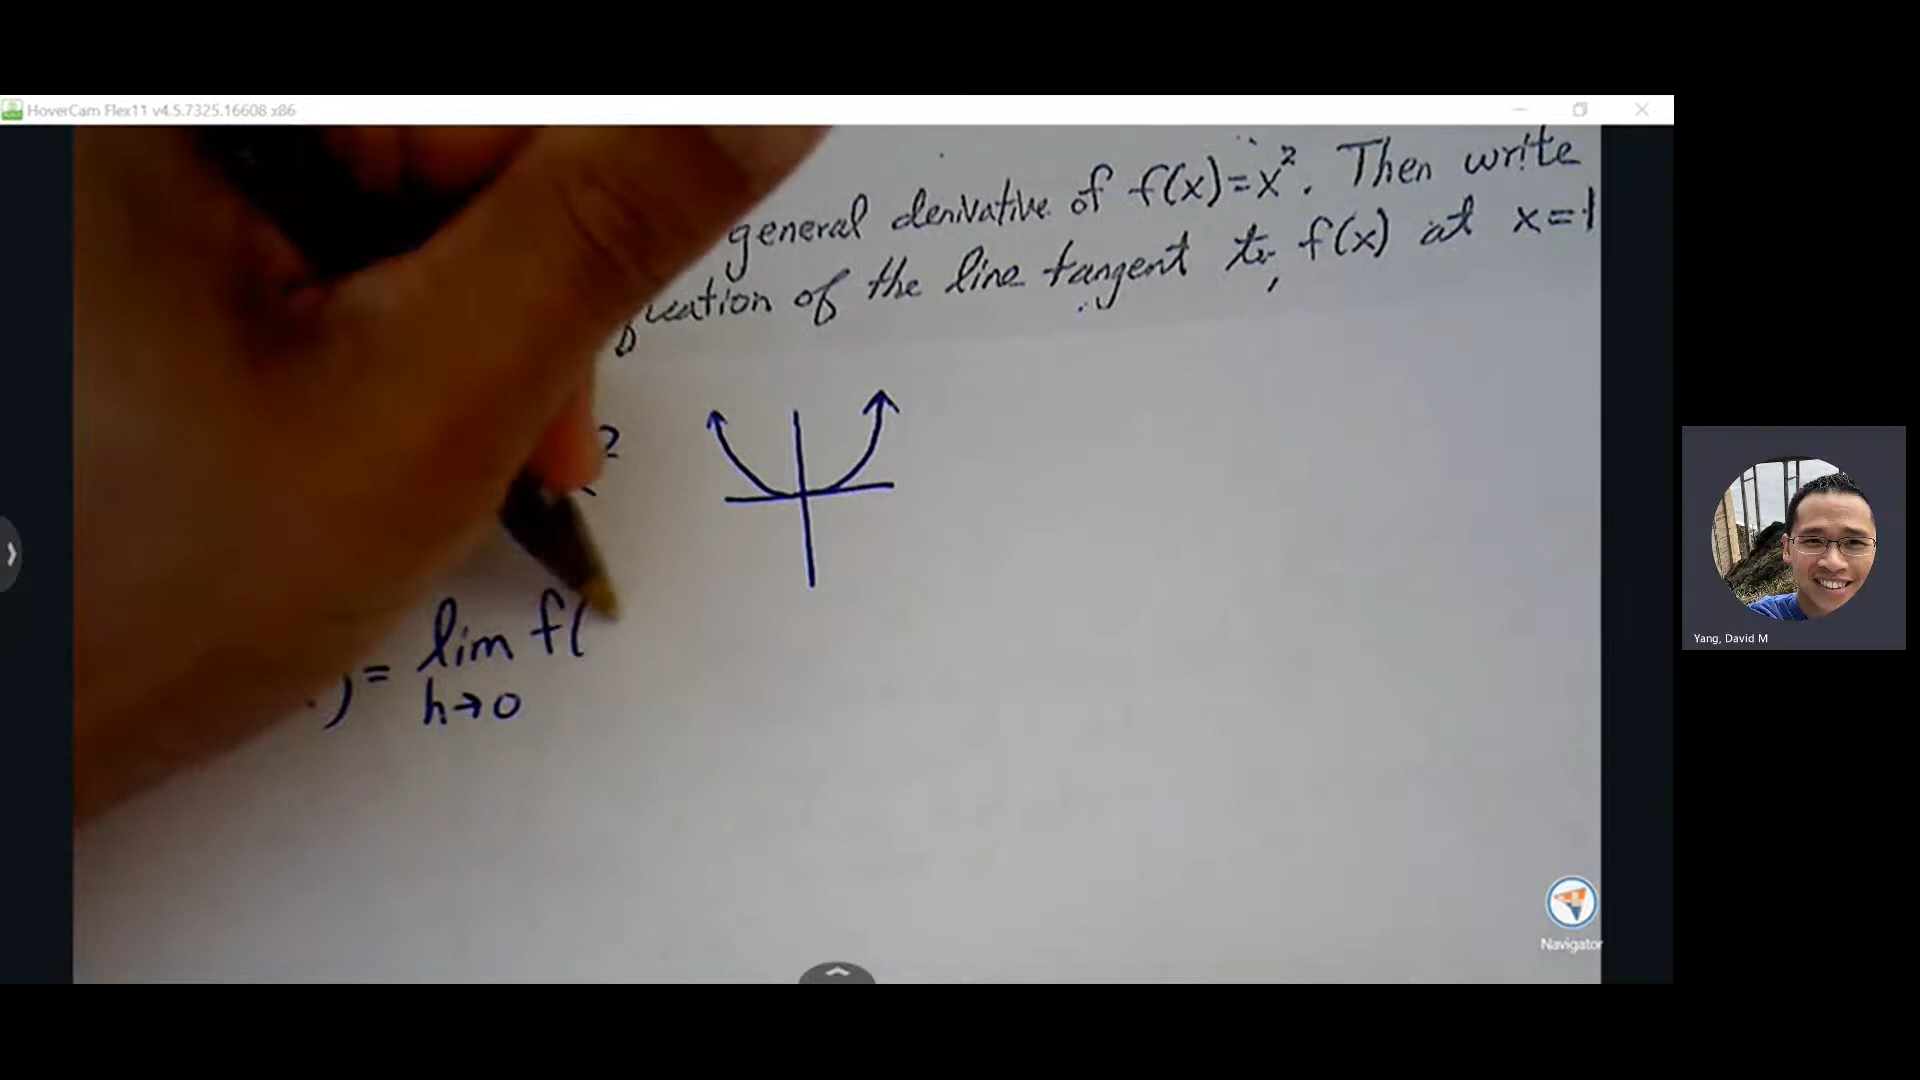 HoverCam Flex11 v4.5.7325.16608 x86
general derivative of f(x)=x². Then write
of the line tangent to f(x) at x=1
2
) = lim f(
h→0
Yang, David M
Navigator